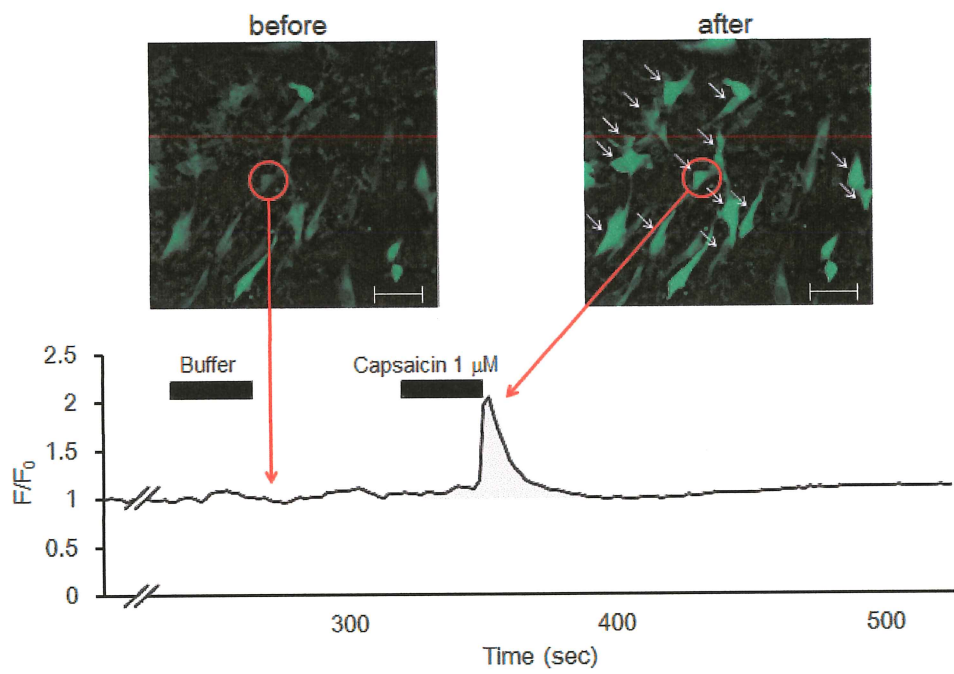 before
after
2.5
2
1.5
1
0.5
0
F/F0
Buffer
Capsaicin 1 μM
300
400
500
Time (sec)